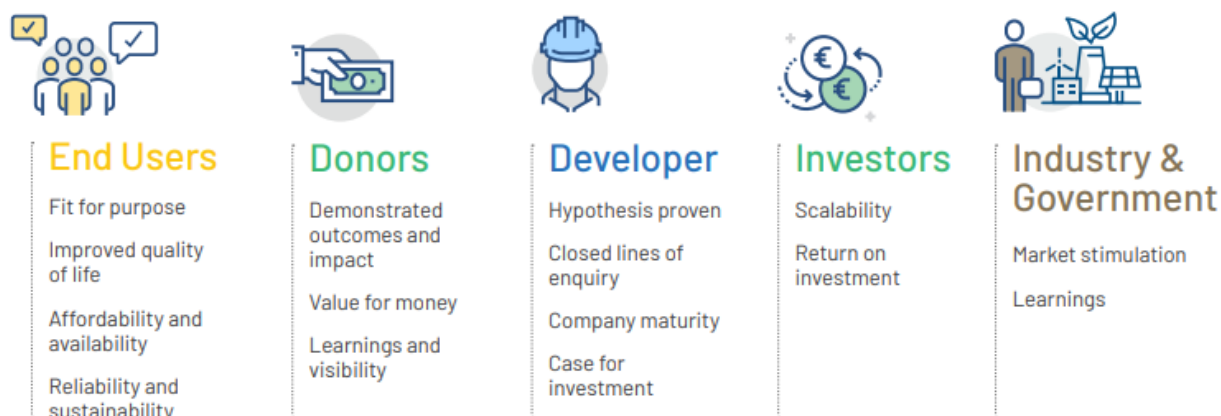 End Users
Fit for purpose
Improved quality
of life
Affordability and
availability
Reliability and
sustainability
Donors
Demonstrated
outcomes and
impact
Value for money
Learnings and
visibility
Developer
Hypothesis proven
Closed lines of
enquiry
Company maturity
Case for
investment
€
€
Investors
Scalability
Return on
investment
Industry &
Government
Market stimulation
Learnings